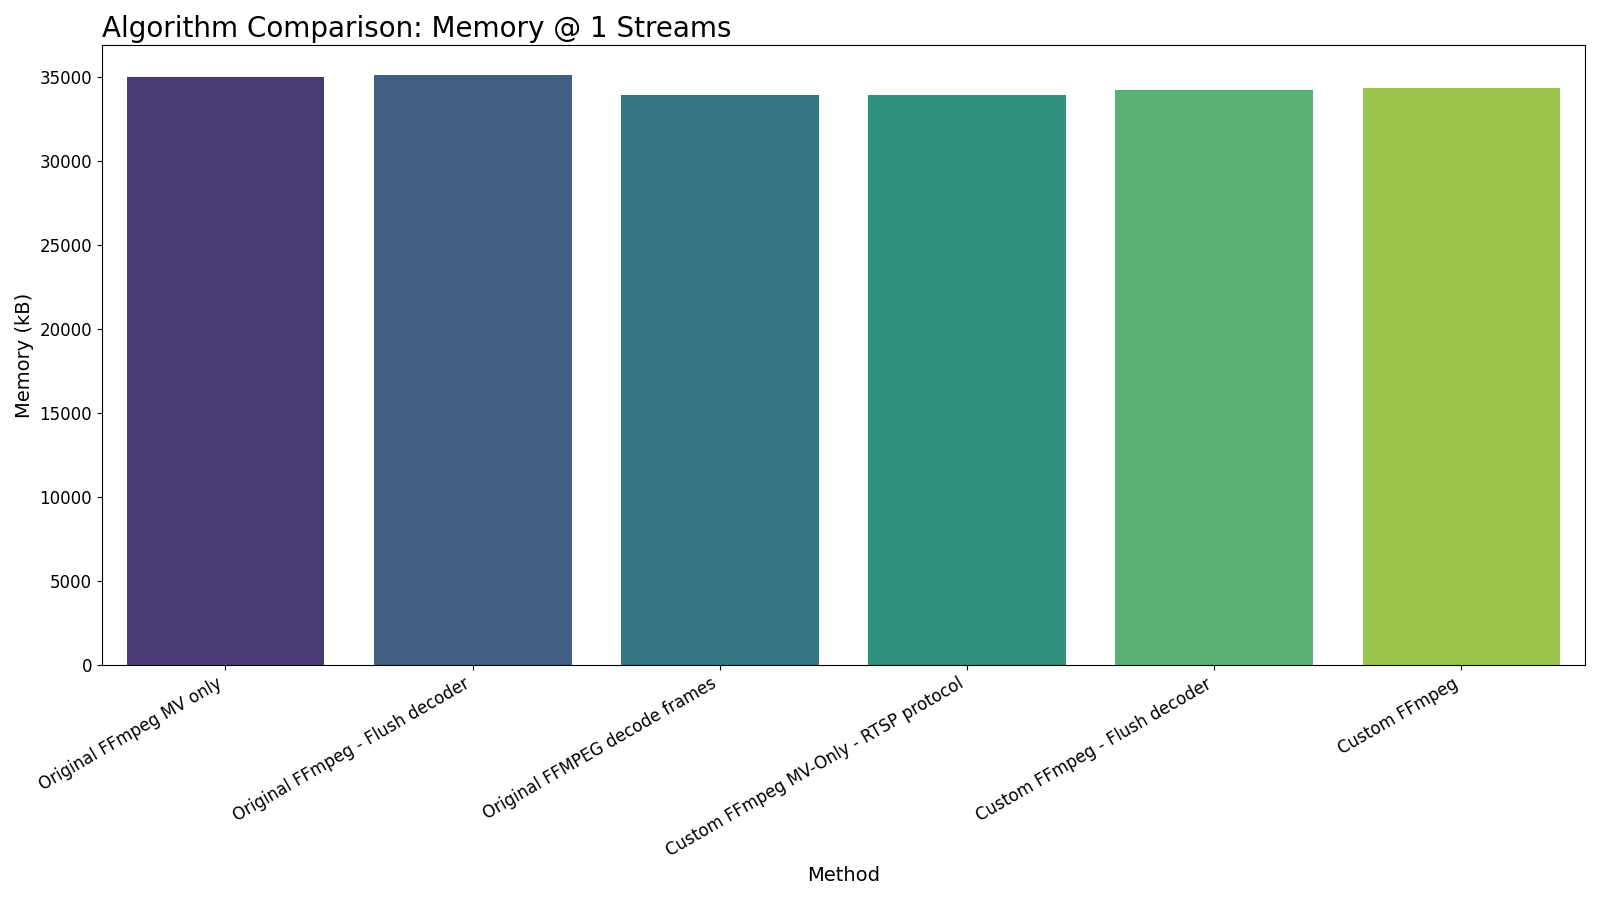 Algorithm Comparison: Memory @ 1 Streams
Memory (kB)
35000
30000
25000
20000
15000
10000
5000
0
Original FFmpeg MV only
Original FFmpeg - Flush decoder
Original FFMPEG decode frames
Custom FFmpeg MV-Only - RTSP protocol
Custom FFmpeg - Flush decoder
Custom FFmpeg
Method